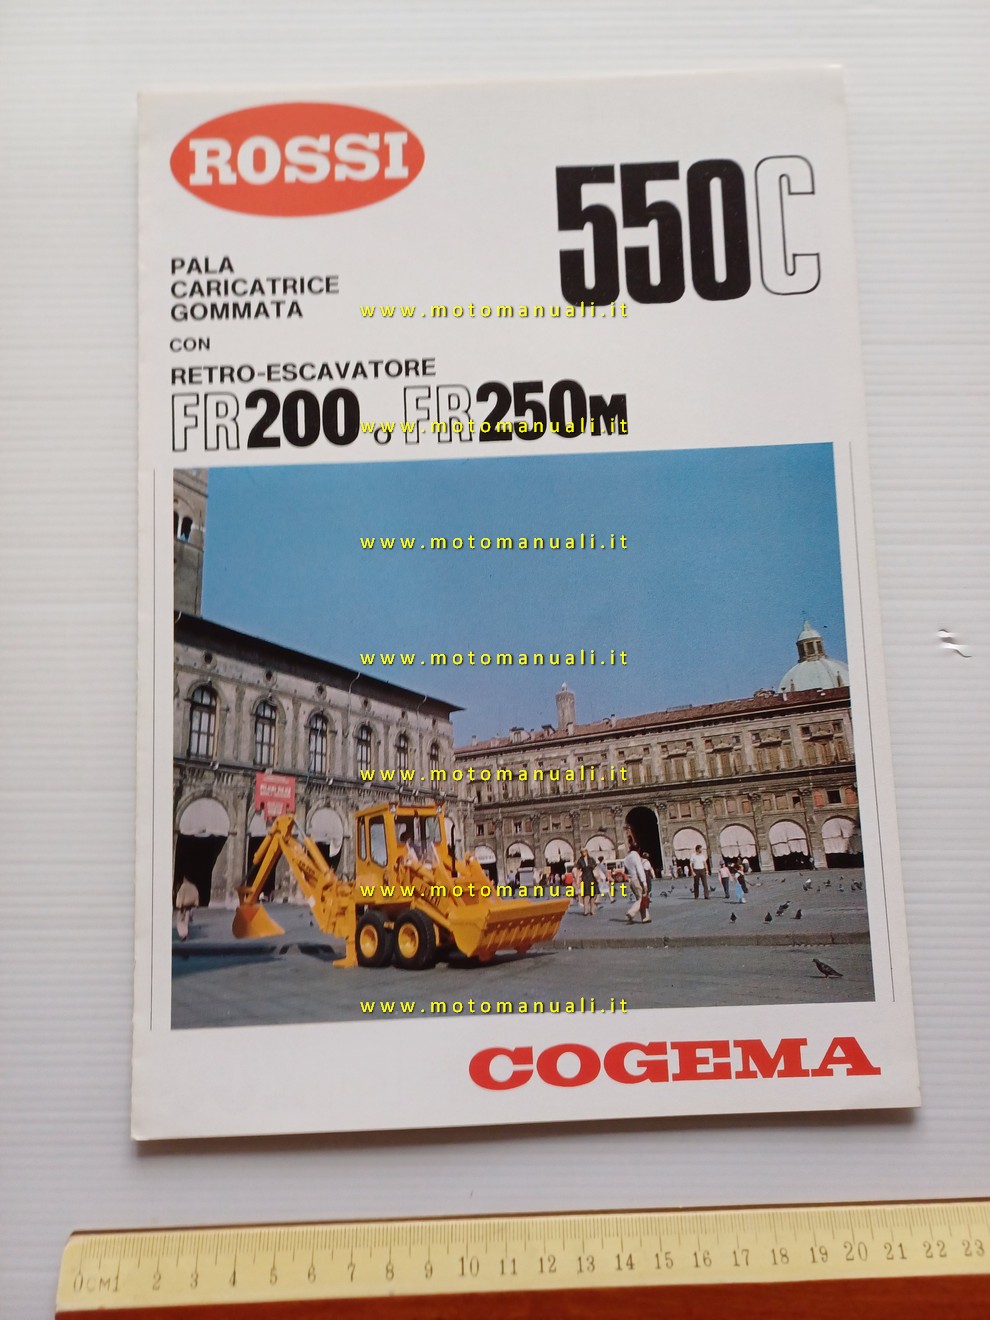 ROSSI
550C
PALA
CARICATRICE
GOMMATA
www.motomanuali.it
CON
RETRO-ESCAVATORE
FR200 o FR250M
www.motomanuali.it
www.motomanuali.it
www.motomanuali.it
www.motomanuali.it
www.motomanuali.it
www.motomanuali.it
COGEMA
0CM1 2 3 4 5 6 7 8 9 10 11 12 13 14 15 16 17 18 19 20 21 22 23